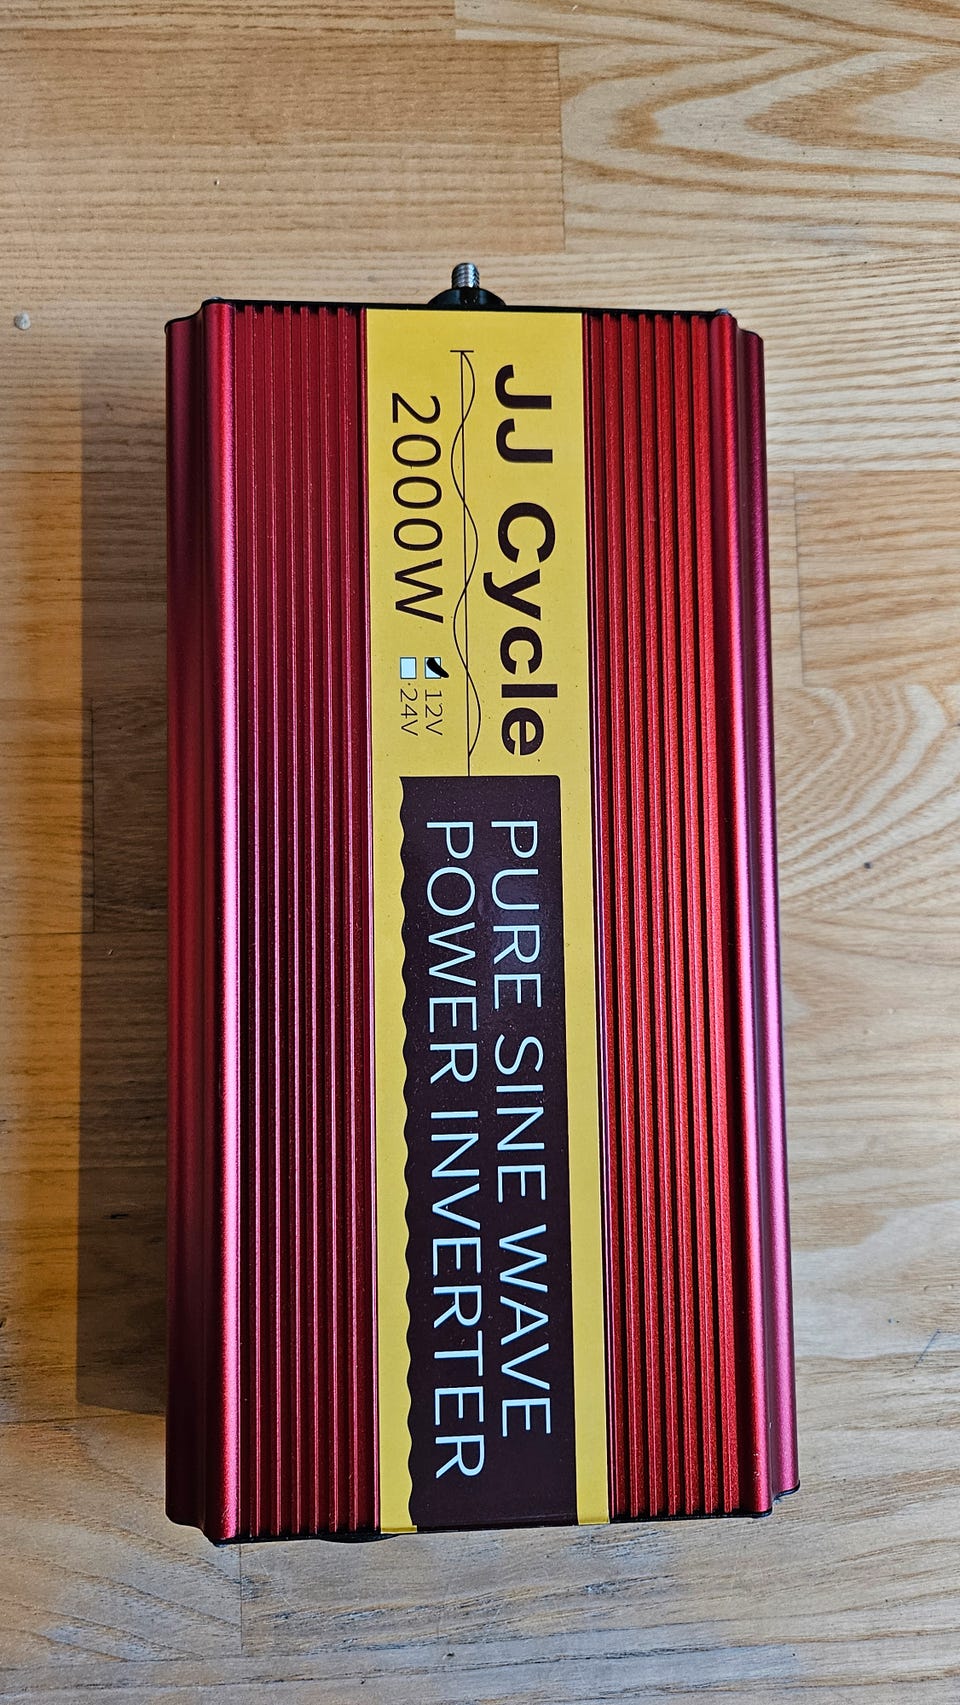 JJ Cycle
2000W
12V
24V
PURE SINE WAVE
POWER INVERTER